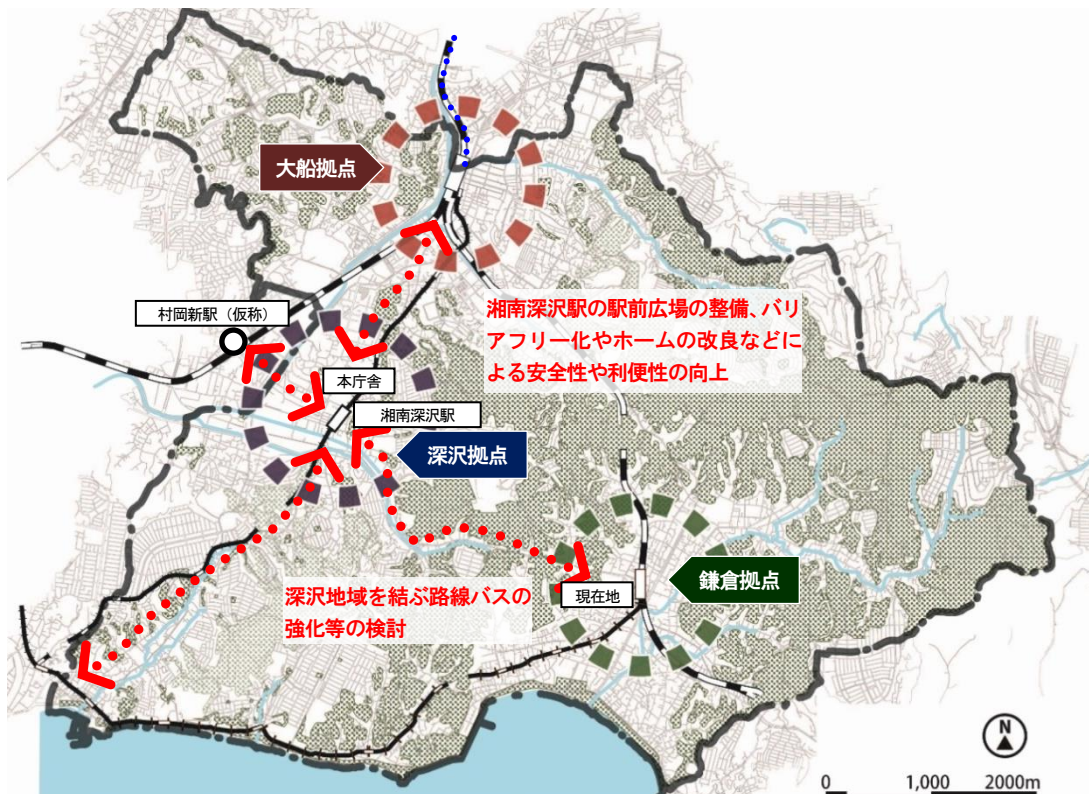 大船拠点
村岡新駅（仮称）
湘南深沢駅の駅前広場の整備、バリ
アフリー化やホームの改良などに
よる安全性や利便性の向上
本庁舎
湘南深沢駅
深沢拠点
鎌倉拠点
現在地
深沢地域を結ぶ路線バスの
強化等の検討
N
0 1,000 2000m